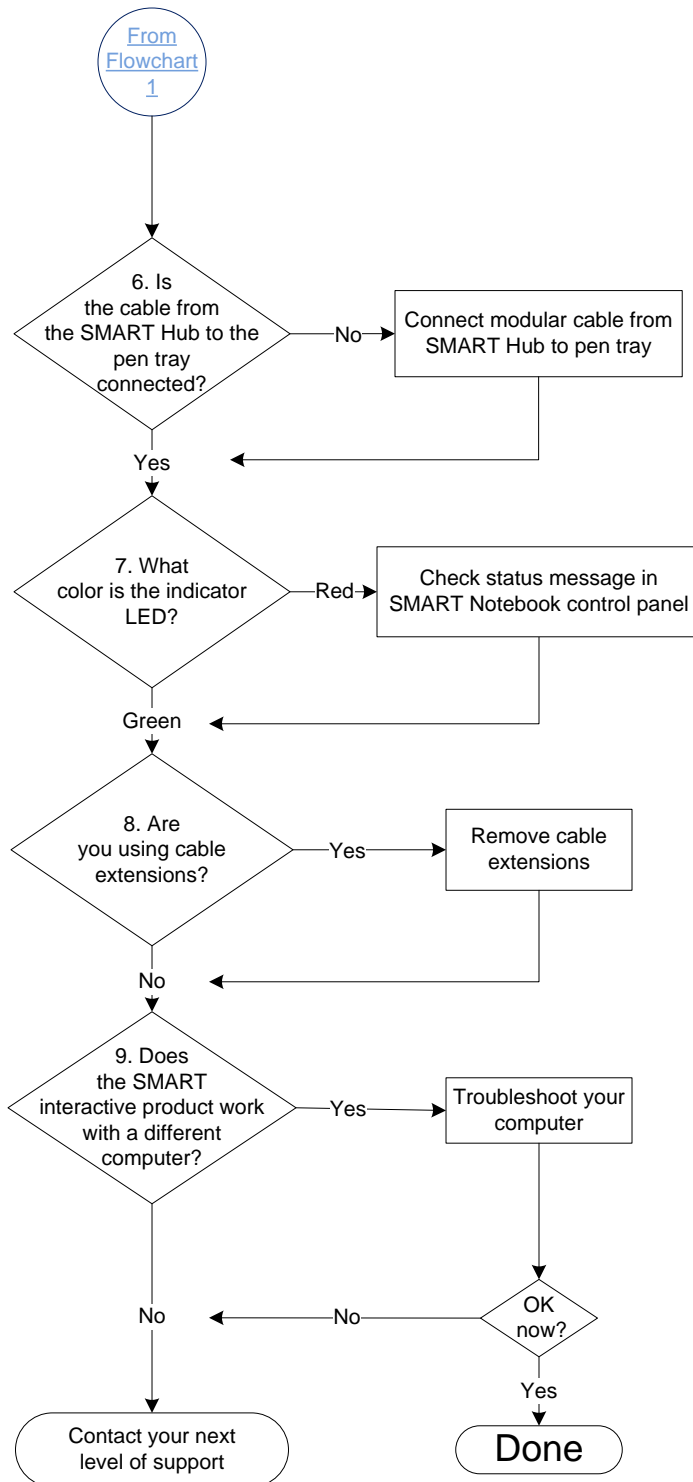 From
Flowchart
1
6. Is
the cable from
the SMART Hub to the
pen tray
connected?
No
Connect modular cable from
SMART Hub to pen tray
Yes
7. What
color is the indicator
LED?
Red
Check status message in
SMART Notebook control panel
Green
8. Are
you using cable
extensions?
Yes
Remove cable
extensions
No
9. Does
the SMART
interactive product work
with a different
computer?
Yes
Troubleshoot your
computer
No
No
OK
now?
Yes
Contact your next
level of support
Done